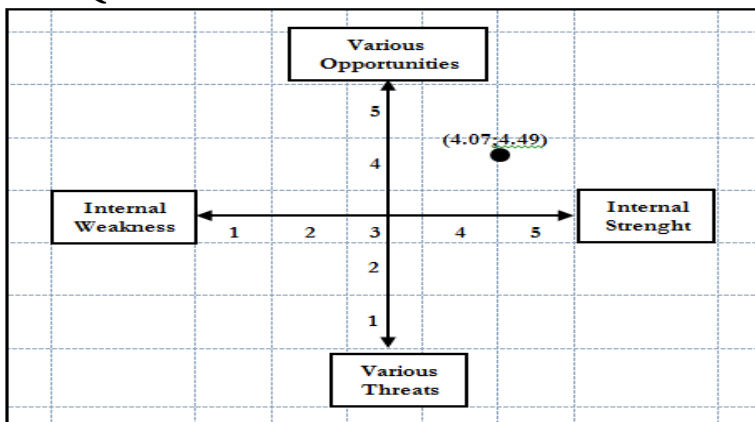 Various
Opportunities
5
(4.07;4.49)
4
Internal
Weakness
Internal
Strenght
1 2 3 4 5
2
1
Various
Threats